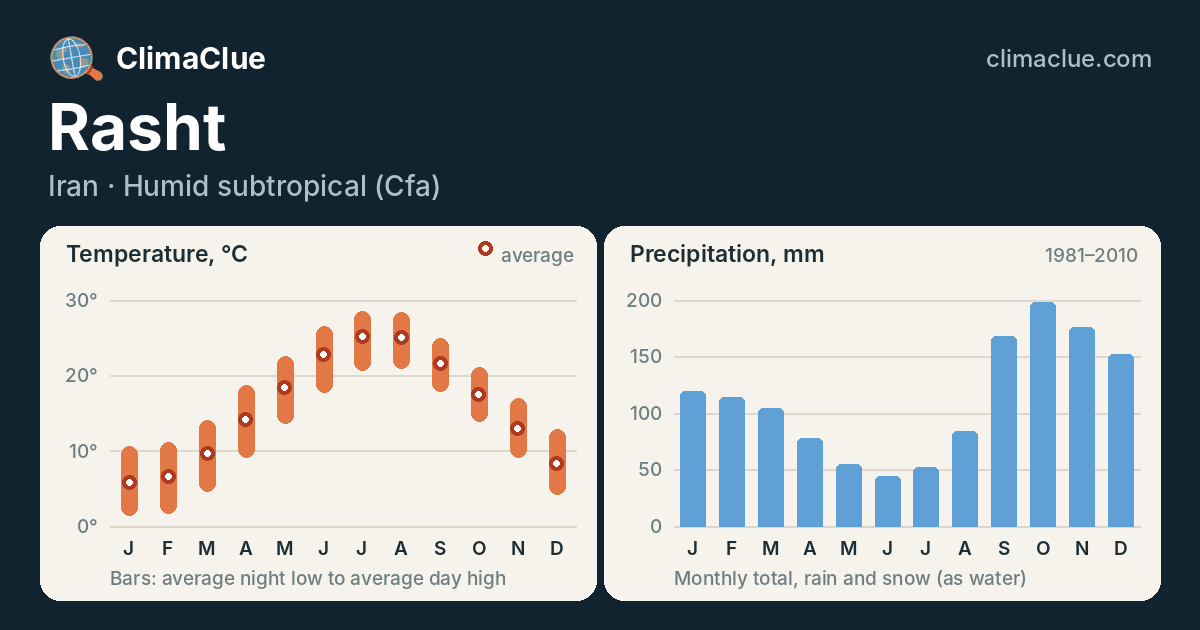 ClimaClue
climaclue.com
Rasht
Iran · Humid subtropical (Cfa)
Temperature, °C
average
30°
20°
10°
0°
J F M A M J J A S O N D
Bars: average night low to average day high
Precipitation, mm
1981–2010
200
150
100
50
0
J F M A M J J A S O N D
Monthly total, rain and snow (as water)